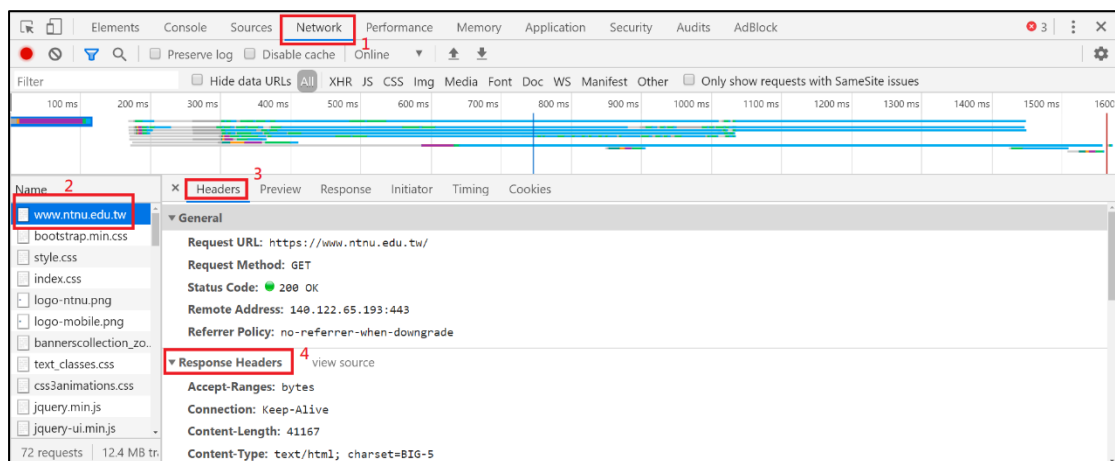 Elements Console Sources Network Performance Memory Application Security Audits AdBlock 3
1
Preserve log Disable cache Online
Filter Hide data URLs All XHR JS CSS Img Media Font Doc WS Manifest Other Only show requests with SameSite issues
100 ms 200 ms 300 ms 400 ms 500 ms 600 ms 700 ms 800 ms 900 ms 1000 ms 1100 ms 1200 ms 1300 ms 1400 ms 1500 ms 1600
Name 2
3
Headers Preview Response Initiator Timing Cookies
www.ntnu.edu.tw
bootstrap.min.css
style.css
index.css
logo-ntnu.png
logo-mobile.png
bannerscollection_zo...
text_classes.css
css3animations.css
jquery.min.js
jquery-ui.min.js
72 requests 12.4 MB tr
General
Request URL: https://www.ntnu.edu.tw/
Request Method: GET
Status Code: 200 OK
Remote Address: 140.122.65.193:443
Referrer Policy: no-referrer-when-downgrade
Response Headers 4 view source
Accept-Ranges: bytes
Connection: Keep-Alive
Content-Length: 41167
Content-Type: text/html; charset=BIG-5